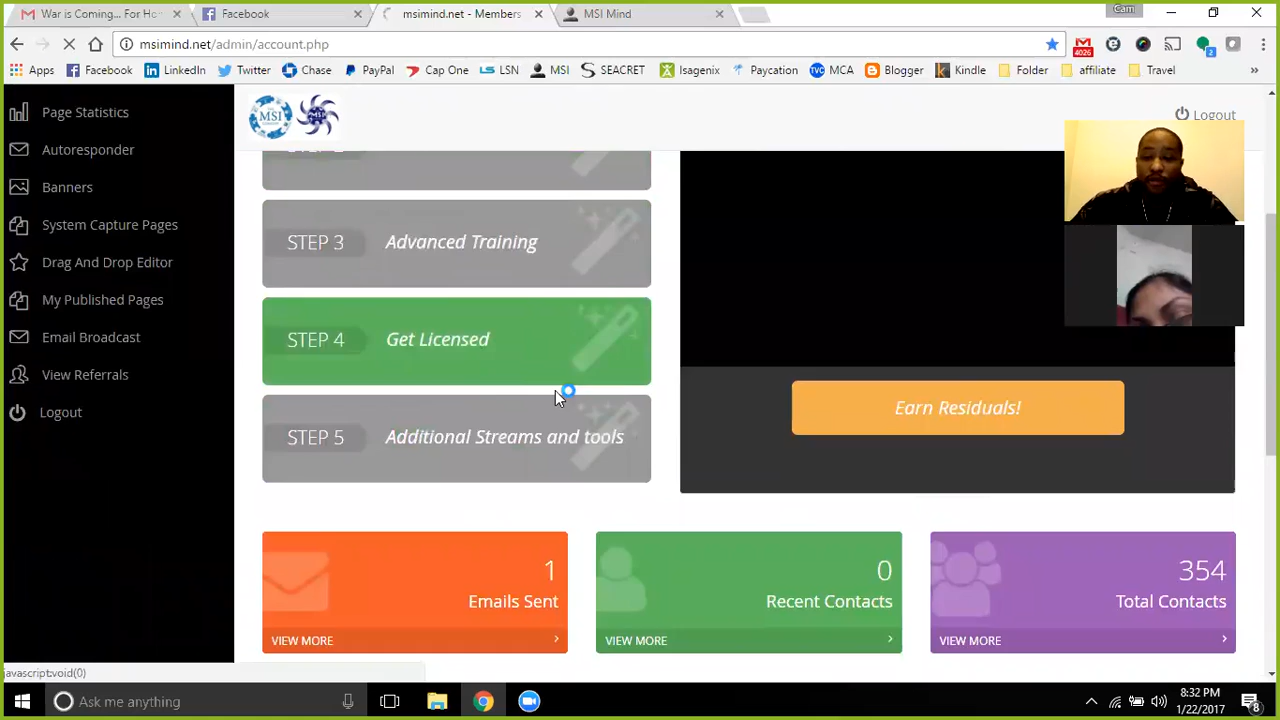 War is Coming... For Ho
Facebook
msimind.net - Members
MSI Mind
Cam
msimind.net/admin/account.php
4026
2
Apps
Facebook
LinkedIn
Twitter
Chase
PayPal
Cap One
LSN
MSI
SEACRET
Isagenix
Paycation
MCA
Blogger
Kindle
Folder
affiliate
Travel
»
Page Statistics
Autoresponder
Banners
System Capture Pages
Drag And Drop Editor
My Published Pages
Email Broadcast
View Referrals
Logout
MSI
MSI
Logout
STEP 3 Advanced Training
STEP 4 Get Licensed
STEP 5 Additional Streams and tools
Earn Residuals!
1
Emails Sent
VIEW MORE
0
Recent Contacts
VIEW MORE
354
Total Contacts
VIEW MORE
javascript:void(0)
Ask me anything
8:32 PM
1/22/2017
8